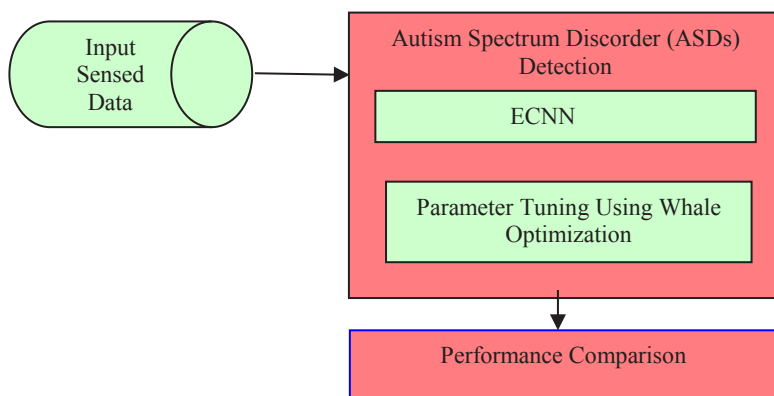 Input
Sensed
Data
Autism Spectrum Discorder (ASDs)
Detection
ECNN
Parameter Tuning Using Whale
Optimization
Performance Comparison